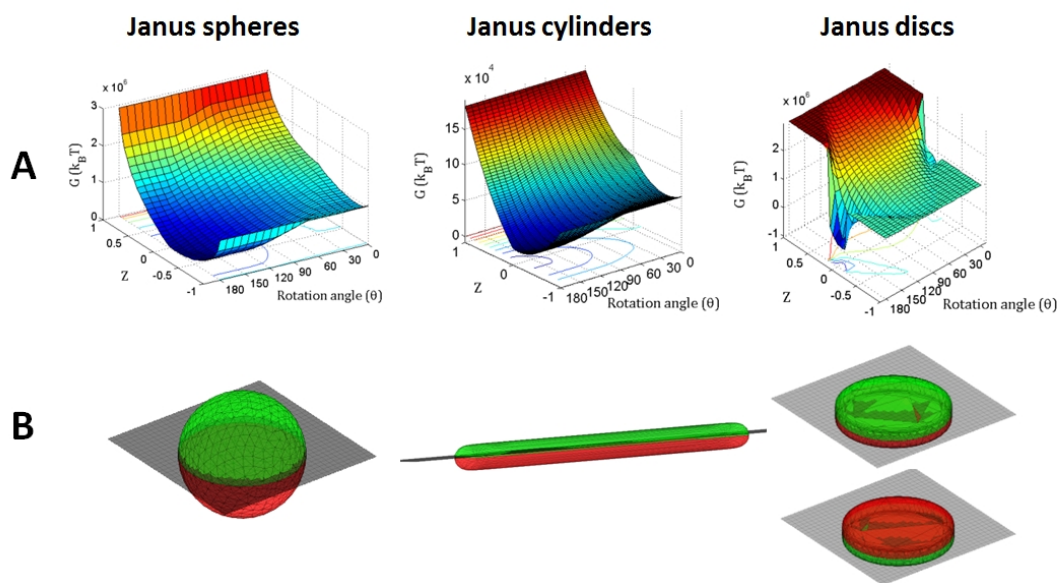 Janus spheres
Janus cylinders
Janus discs
A
x 10⁶
3
2
1
0
G (k_BT)
1
0.5
0
-0.5
-1
Z
180
150
120
90
60
30
0
Rotation angle (θ)
x 10⁴
15
10
5
0
G (k_BT)
1
0
-1
Z
180
150
120
90
60
30
0
Rotation angle (θ)
x 10⁶
2
1
0
-1
G (k_BT)
0.5
0
-0.5
-1
Z
180
150
120
90
60
30
0
Rotation angle (θ)
B